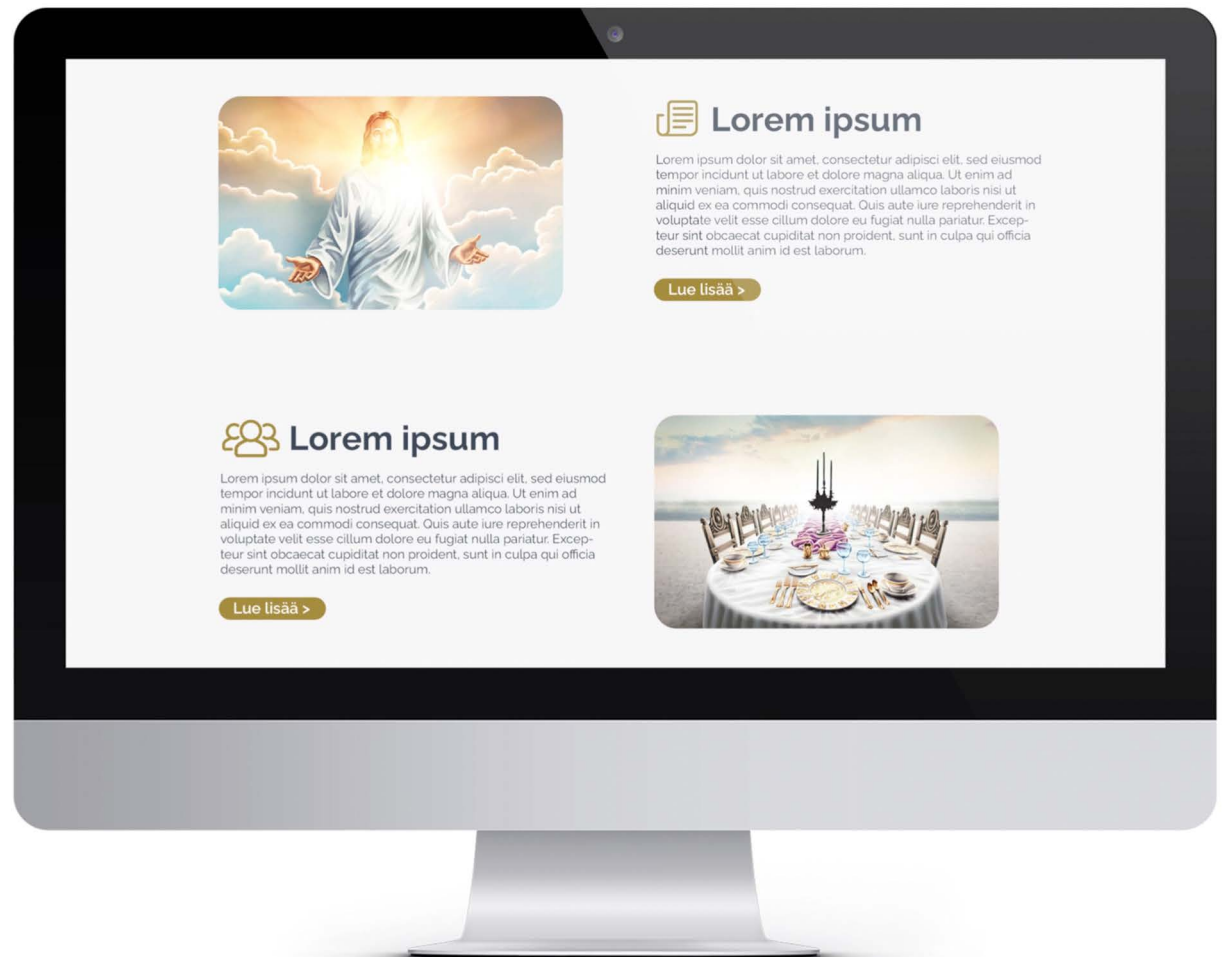 Lorem ipsum
Lorem ipsum dolor sit amet, consectetur adipisci elit, sed eiusmod
tempor incidunt ut labore et dolore magna aliqua. Ut enim ad
minim veniam, quis nostrud exercitation ullamco laboris nisi ut
aliquid ex ea commodi consequat. Quis aute iure reprehenderit in
voluptate velit esse cillum dolore eu fugiat nulla pariatur. Excep-
teur sint obcaecat cupiditat non proident, sunt in culpa qui officia
deserunt mollit anim id est laborum.
Lue lisää >
Lorem ipsum
Lorem ipsum dolor sit amet, consectetur adipisci elit, sed eiusmod
tempor incidunt ut labore et dolore magna aliqua. Ut enim ad
minim veniam, quis nostrud exercitation ullamco laboris nisi ut
aliquid ex ea commodi consequat. Quis aute iure reprehenderit in
voluptate velit esse cillum dolore eu fugiat nulla pariatur. Excep-
teur sint obcaecat cupiditat non proident, sunt in culpa qui officia
deserunt mollit anim id est laborum.
Lue lisää >